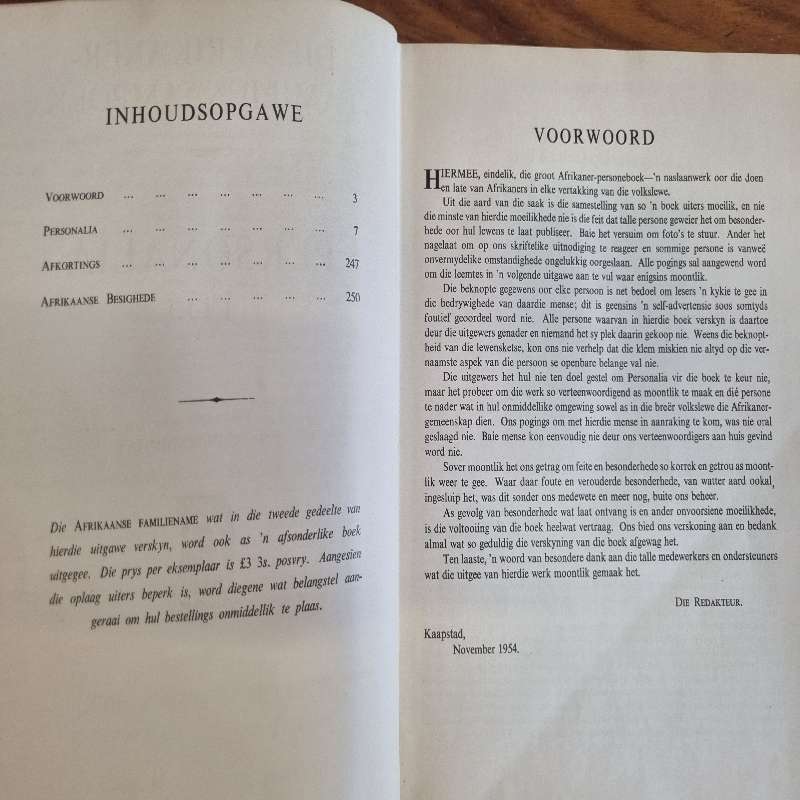 INHOUDSOPGAWE
VOORWOORD ... ... ... ... ... ... ... 3
PERSONALIA ... ... ... ... ... ... ... 7
AFKORTINGS ... ... ... ... ... ... ... 247
AFRIKAANSE BESIGHEDE ... ... ... ... ... 250
Die AFRIKAANSE FAMILIENAME wat in die tweede gedeelte van
hierdie uitgawe verskyn, word ook as 'n afsonderlike boek
uitgegee. Die prys per eksemplaar is £3 3s. posvry. Aangesien
die oplaag uiters beperk is, word diegene wat belangstel aan-
geraai om hul bestellings onmiddellik te plaas.
VOORWOORD
HIERMEE, eindelik, die groot Afrikaner-personeboek—'n naslaanwerk oor die doen
en late van Afrikaners in elke vertakking van die volkslewe.
Uit die aard van die saak is die samestelling van so 'n boek uiters moeilik, en nie
die minste van hierdie moeilikhede nie is die feit dat talle persone geweier het om besonder-
hede oor hul lewens te laat publiseer. Baie het versuim om foto's te stuur. Ander het
nagelaat om op ons skriftelike uitnodiging te reageer en sommige persone is vanweë
onvermydelike omstandighede ongelukkig oorgeslaan. Alle pogings sal aangewend word
om die leemtes in 'n volgende uitgawe aan te vul waar enigsins moontlik.
Die beknopte gegewens oor elke persoon is net bedoel om lesers 'n kykie te gee in
die bedrywighede van daardie mense; dit is geensins 'n self-advertensie soos somtyds
foutief geoordeel word nie. Alle persone waarvan in hierdie boek verskyn is daartoe
deur die uitgewers genader en niemand het sy plek daarin gekoop nie. Weens die beknopt-
heid van die lewensketse, kon ons nie verhelp dat die klem miskien nie altyd op die ver-
naamste aspek van die persoon se openbare belange val nie.
Die uitgewers het hul nie ten doel gestel om Personalia vir die boek te keur nie,
maar het probeer om die werk so verteenwoordigend as moontlik te maak en dié persone
te nader wat in hul onmiddellike omgewing sowel as in die breër volkslewe die Afrikaner-
gemeenskap dien. Ons pogings om met hierdie mense in aanraking te kom, was nie oral
geslaagd nie. Baie mense kon eenvoudig nie deur ons verteenwoordigers aan huis gevind
word nie.
Sover moontlik het ons getrag om feite en besonderhede so korrek en getrou as moont-
lik weer te gee. Waar daar foute en verouderde besonderhede, van watter aard ookal,
ingesluip het, was dit sonder ons medewete en meer nog, buite ons beheer.
As gevolg van besonderhede wat laat ontvang is en ander onvoorsiene moeilikhede,
is die voltooiing van die boek heelwat vertraag. Ons bied ons verskoning aan en bedank
almal wat so geduldig die verskyning van die boek afgewag het.
Ten laaste, 'n woord van besondere dank aan die talle medewerkers en ondersteuners
wat die uitgee van hierdie werk moontlik gemaak het.
DIE REDAKTEUR.
Kaapstad,
November 1954.